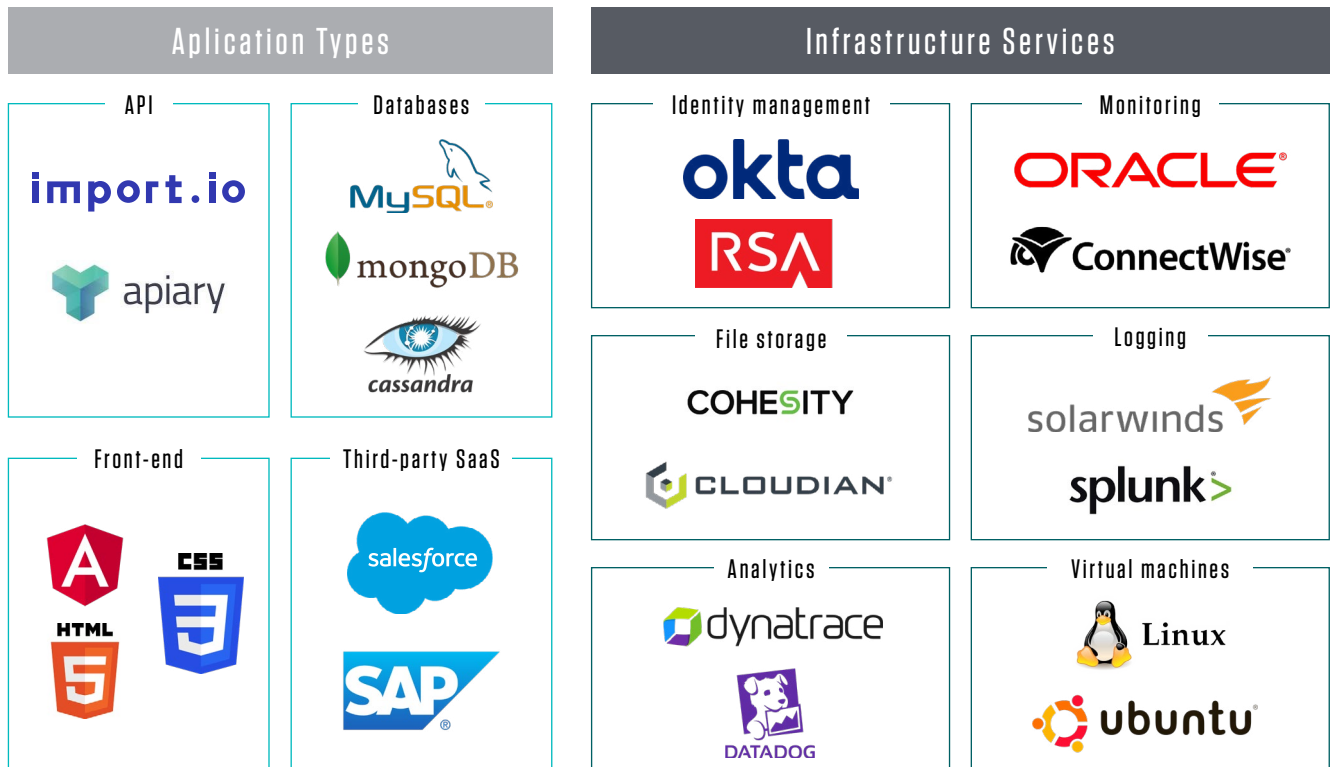 Aplication Types
API
import.io
apiary
Databases
MySQL®
mongoDB
cassandra
Front-end
A
CSS
3
HTML
5
Third-party SaaS
salesforce
SAP
®
Infrastructure Services
Identity management
okta
RSA
Monitoring
ORACLE®
ConnectWise®
File storage
COHESITY
CLOUDIAN®
Logging
solarwinds
splunk>®
Analytics
dynatrace
DATADOG
Virtual machines
Linux
ubuntu®